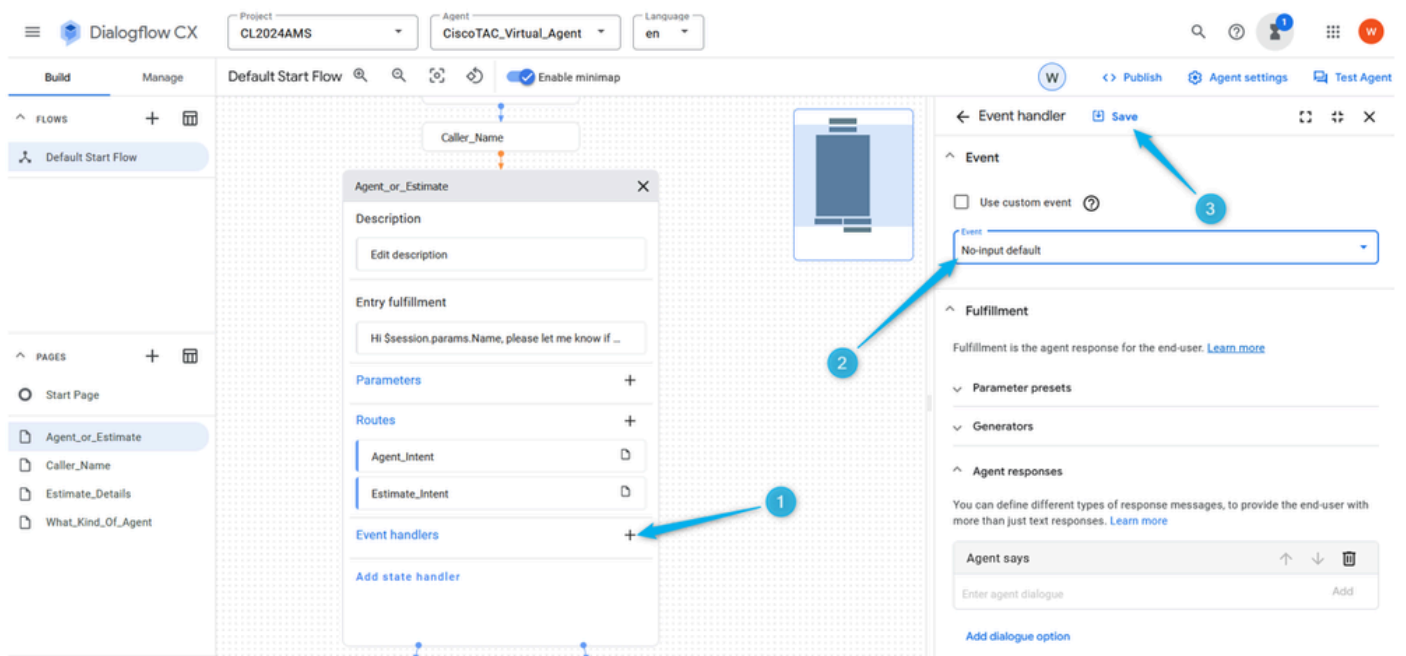 Dialogflow CX
Project
CL2024AMS
Agent
CiscoTAC_Virtual_Agent
Language
en
1
W
Build
Manage
Default Start Flow
Enable minimap
W
<> Publish
Agent settings
Test Agent
FLOWS
Default Start Flow
PAGES
Start Page
Agent_or_Estimate
Caller_Name
Estimate_Details
What_Kind_Of_Agent
Caller_Name
Agent_or_Estimate
Description
Edit description
Entry fulfillment
Hi $session.params.Name, please let me know if ...
Parameters
Routes
Agent_Intent
Estimate_Intent
Event handlers
Add state handler
1
2
3
Event handler
Save
Event
Use custom event
Event
No-input default
Fulfillment
Fulfillment is the agent response for the end-user. Learn more
Parameter presets
Generators
Agent responses
You can define different types of response messages, to provide the end-user with
more than just text responses. Learn more
Agent says
Enter agent dialogue
Add
Add dialogue option